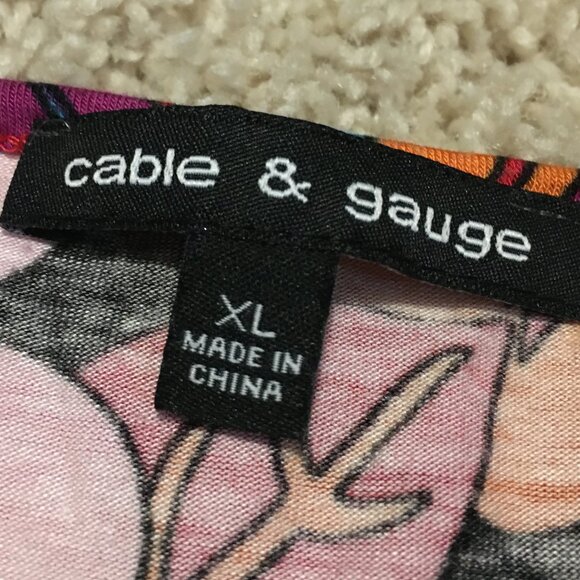 cable & gauge
XL
MADE IN
CHINA